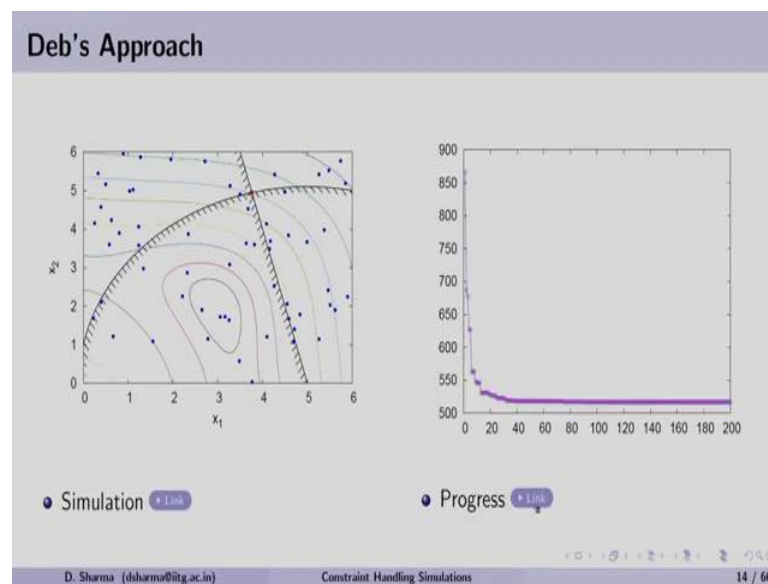 Deb's Approach
6
5
4
3
2
1
0
x2
0 1 2 3 4 5 6
x1
900
850
800
750
700
650
600
550
500
0 20 40 60 80 100 120 140 160 180 200
Simulation Link
Progress Link
D. Sharma (dsharma@iitg.ac.in) Constraint Handling Simulations 14 / 6